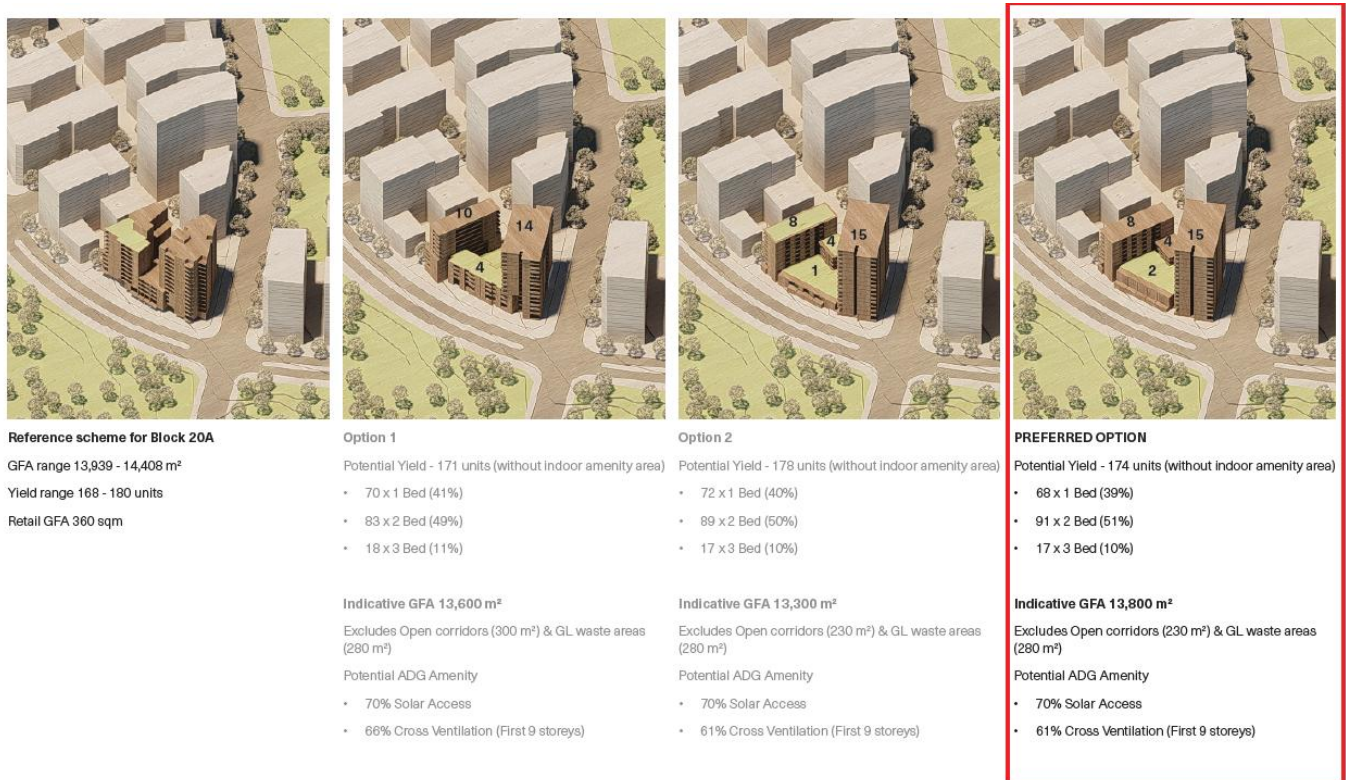 10
14
4
8
4
15
1
8
4
15
2
Reference scheme for Block 20A
GFA range 13,939 - 14,408 m²
Yield range 168 - 180 units
Retail GFA 360 sqm
Option 1
Potential Yield - 171 units (without indoor amenity area)
• 70 x 1 Bed (41%)
• 83 x 2 Bed (49%)
• 18 x 3 Bed (11%)
Indicative GFA 13,600 m²
Excludes Open corridors (300 m²) & GL waste areas
(280 m²)
Potential ADG Amenity
• 70% Solar Access
• 66% Cross Ventilation (First 9 storeys)
Option 2
Potential Yield - 178 units (without indoor amenity area)
• 72 x 1 Bed (40%)
• 89 x 2 Bed (50%)
• 17 x 3 Bed (10%)
Indicative GFA 13,300 m²
Excludes Open corridors (230 m²) & GL waste areas
(280 m²)
Potential ADG Amenity
• 70% Solar Access
• 61% Cross Ventilation (First 9 storeys)
PREFERRED OPTION
Potential Yield - 174 units (without indoor amenity area)
• 68 x 1 Bed (39%)
• 91 x 2 Bed (51%)
• 17 x 3 Bed (10%)
Indicative GFA 13,800 m²
Excludes Open corridors (230 m²) & GL waste areas
(280 m²)
Potential ADG Amenity
• 70% Solar Access
• 61% Cross Ventilation (First 9 storeys)